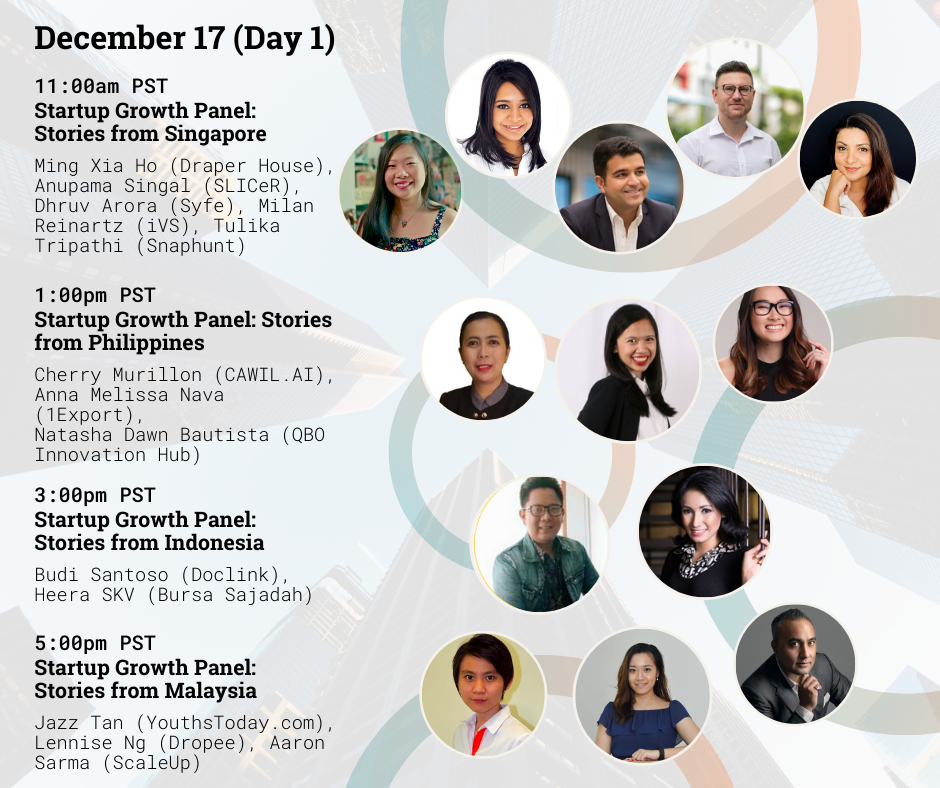 December 17 (Day 1)
11:00am PST
Startup Growth Panel:
Stories from Singapore
Ming Xia Ho (Draper House),
Anupama Singal (SLICeR),
Dhruv Arora (Syfe), Milan
Reinartz (iVS), Tulika
Tripathi (Snaphunt)
1:00pm PST
Startup Growth Panel: Stories
from Philippines
Cherry Murillon (CAWIL.AI),
Anna Melissa Nava
(1Export),
Natasha Dawn Bautista (QBO
Innovation Hub)
3:00pm PST
Startup Growth Panel:
Stories from Indonesia
Budi Santoso (Doclink),
Heera SKV (Bursa Sajadah)
5:00pm PST
Startup Growth Panel:
Stories from Malaysia
Jazz Tan (YouthsToday.com),
Lennise Ng (Dropee), Aaron
Sarma (ScaleUp)